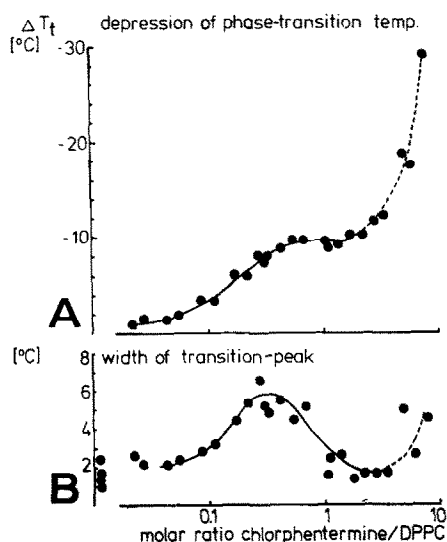 Δ Tt depression of phase-transition temp.
[°C]
-30
-20
-10
A
[°C] width of transition-peak
8
6
4
2
B
0.1 1 10
molar ratio chlorphentermine/DPPC